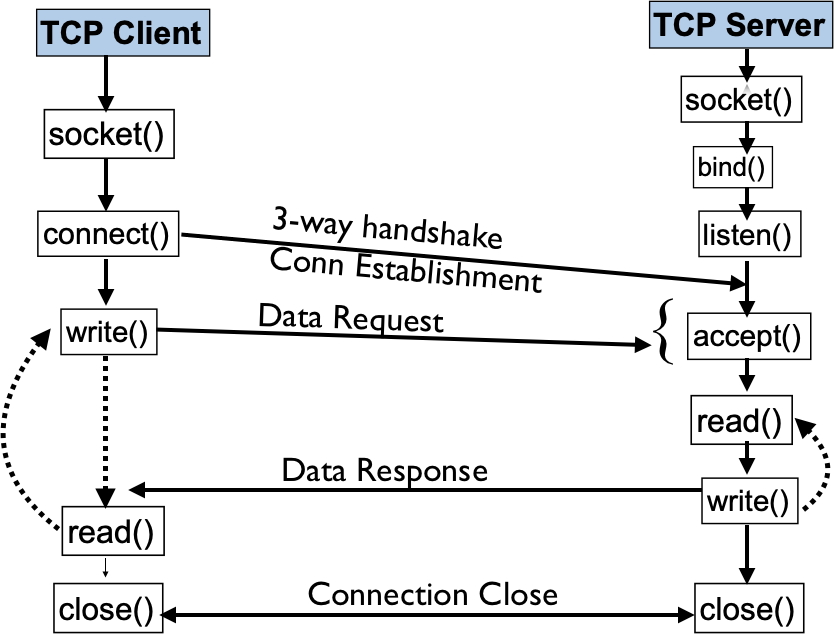 TCP Client
TCP Server
socket()
socket()
bind()
connect()
3-way handshake
listen()
Conn Establishment
write()
Data Request
{
accept()
read()
Data Response
write()
read()
close()
Connection Close
close()